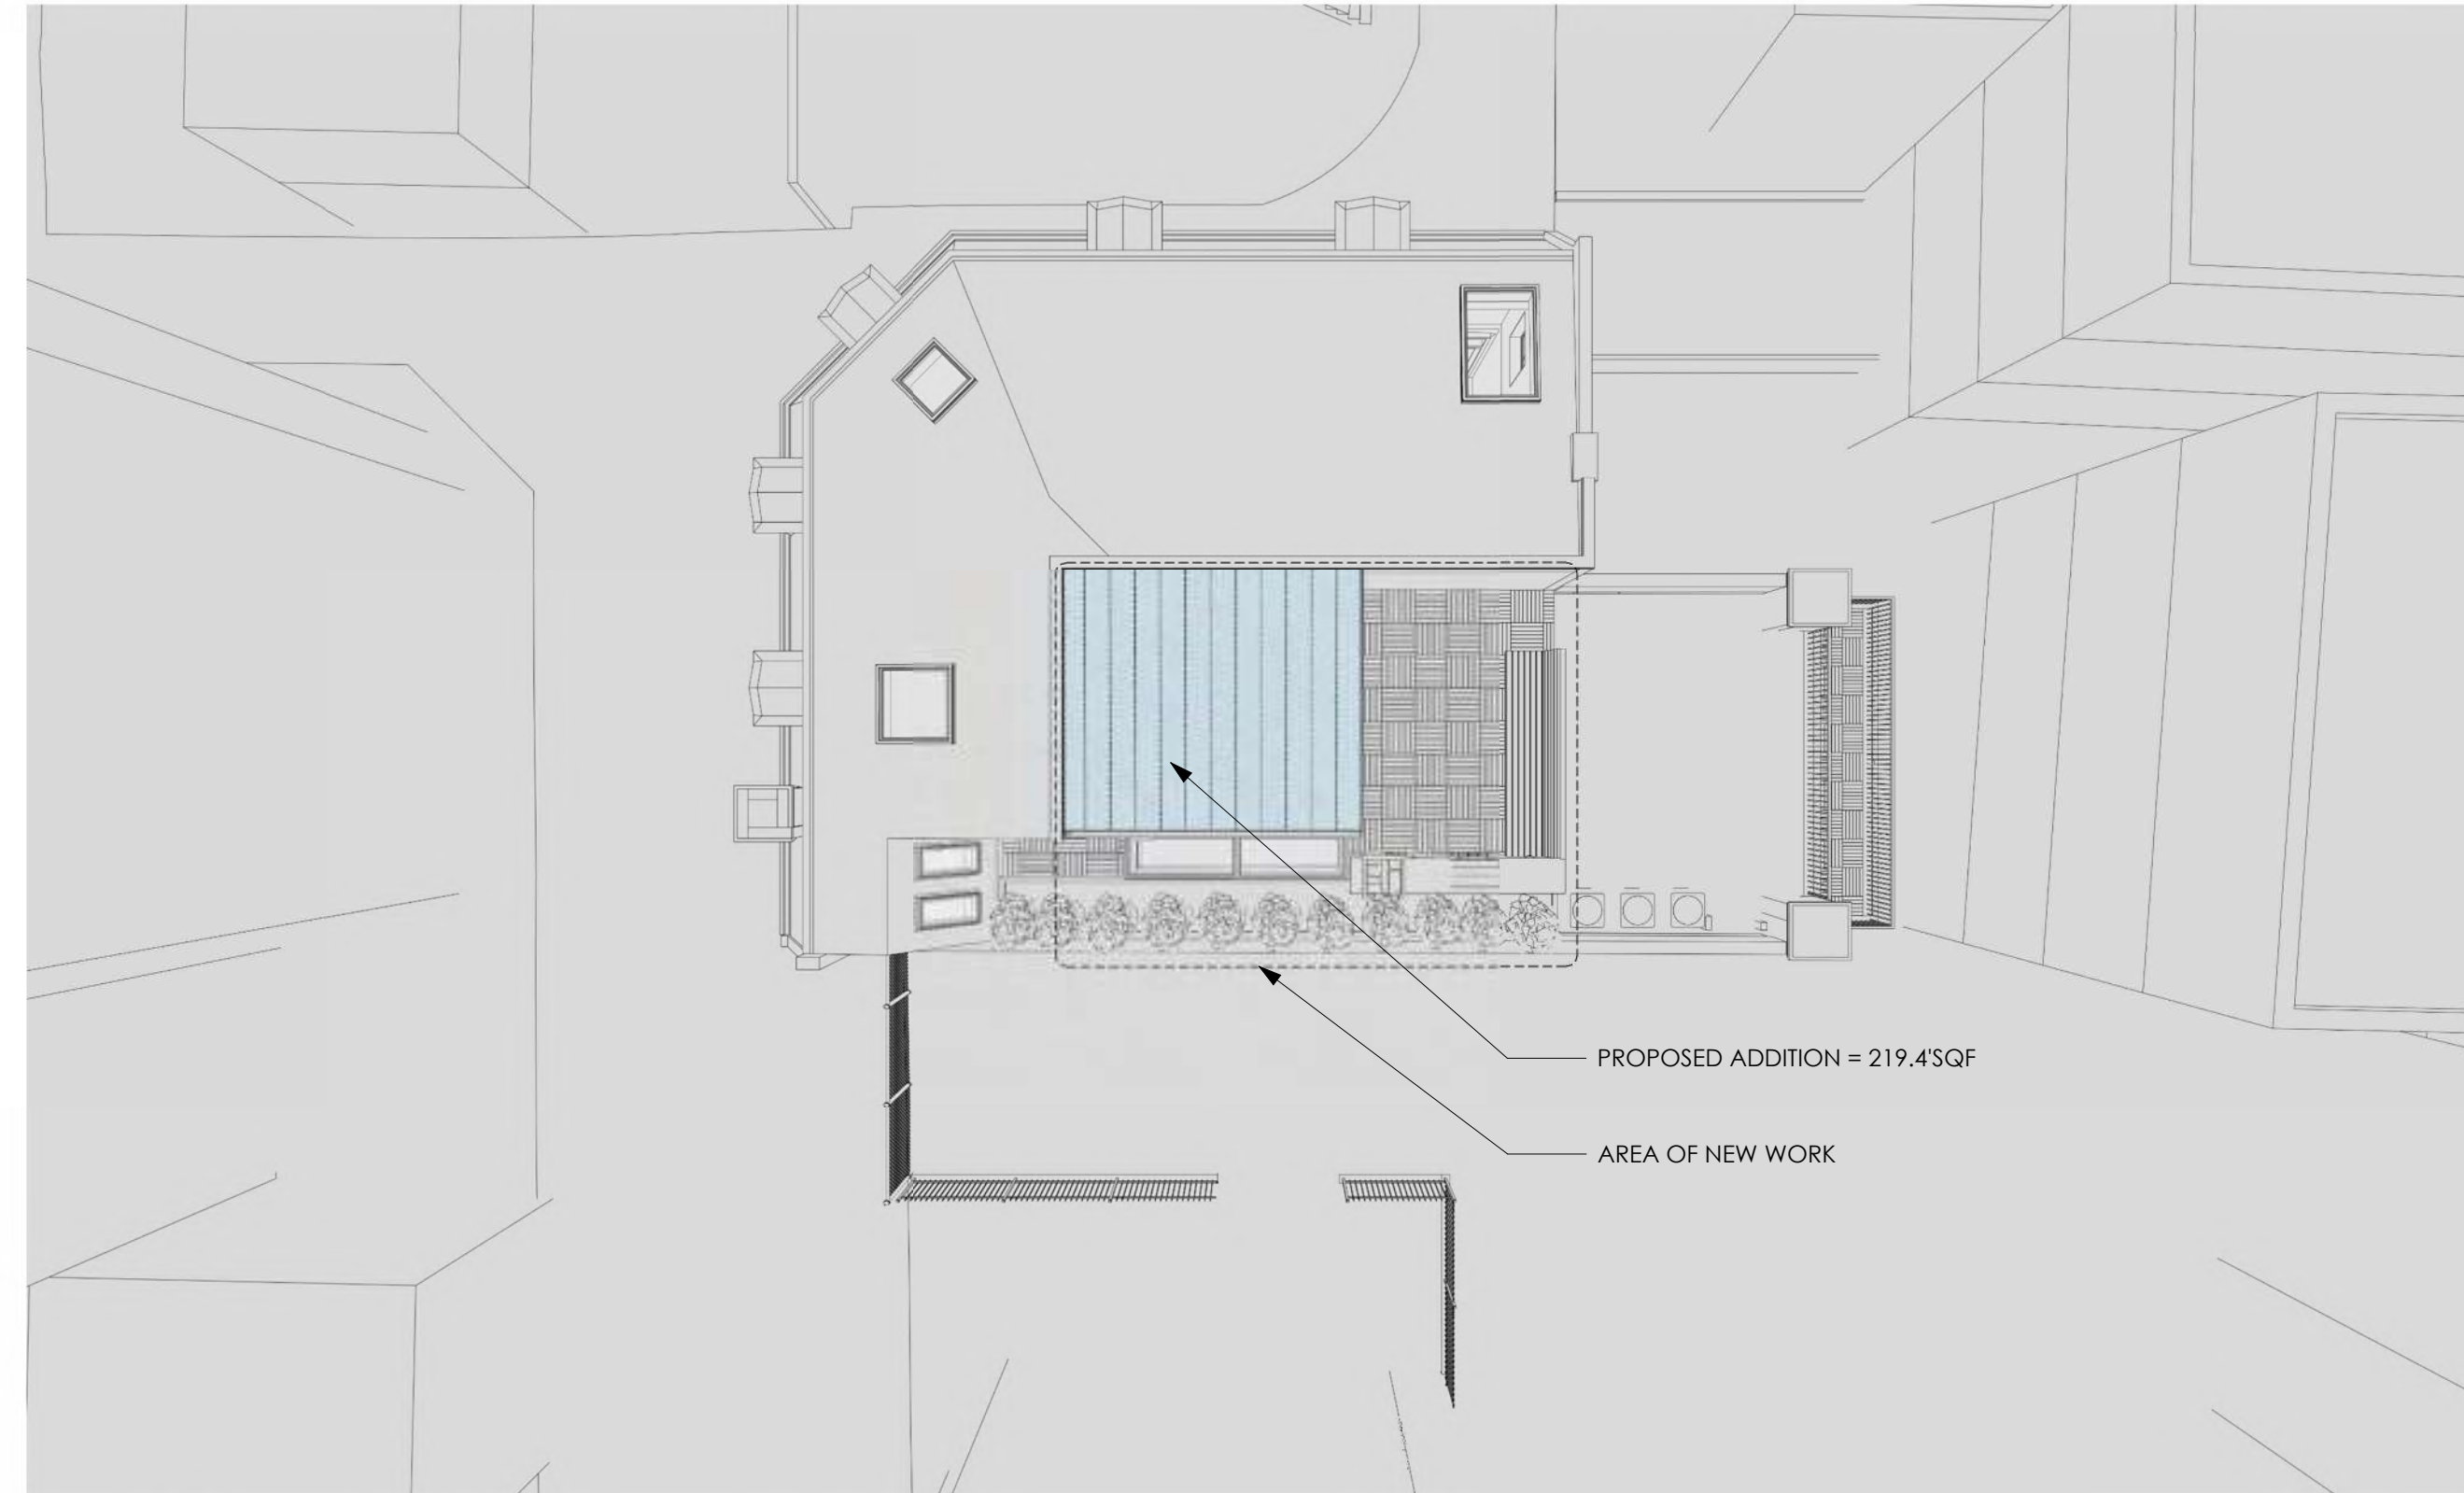 PROPOSED ADDITION = 219.4'SQF
AREA OF NEW WORK